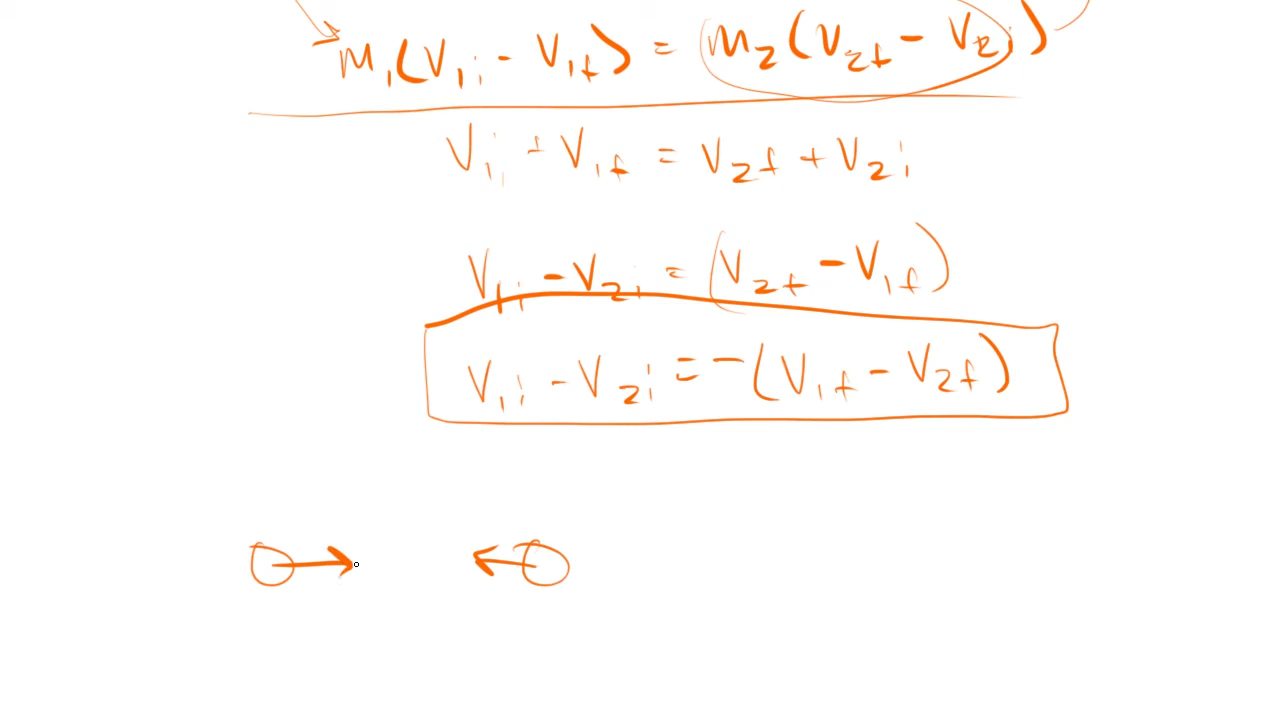 m₁(V₁ᵢ - V₁f) = m₂(V₂f - V₂ᵢ)
V₁ᵢ + V₁f = V₂f + V₂ᵢ
V₁ᵢ - V₂ᵢ = (V₂f - V₁f)
V₁ᵢ - V₂ᵢ = -(V₁f - V₂f)